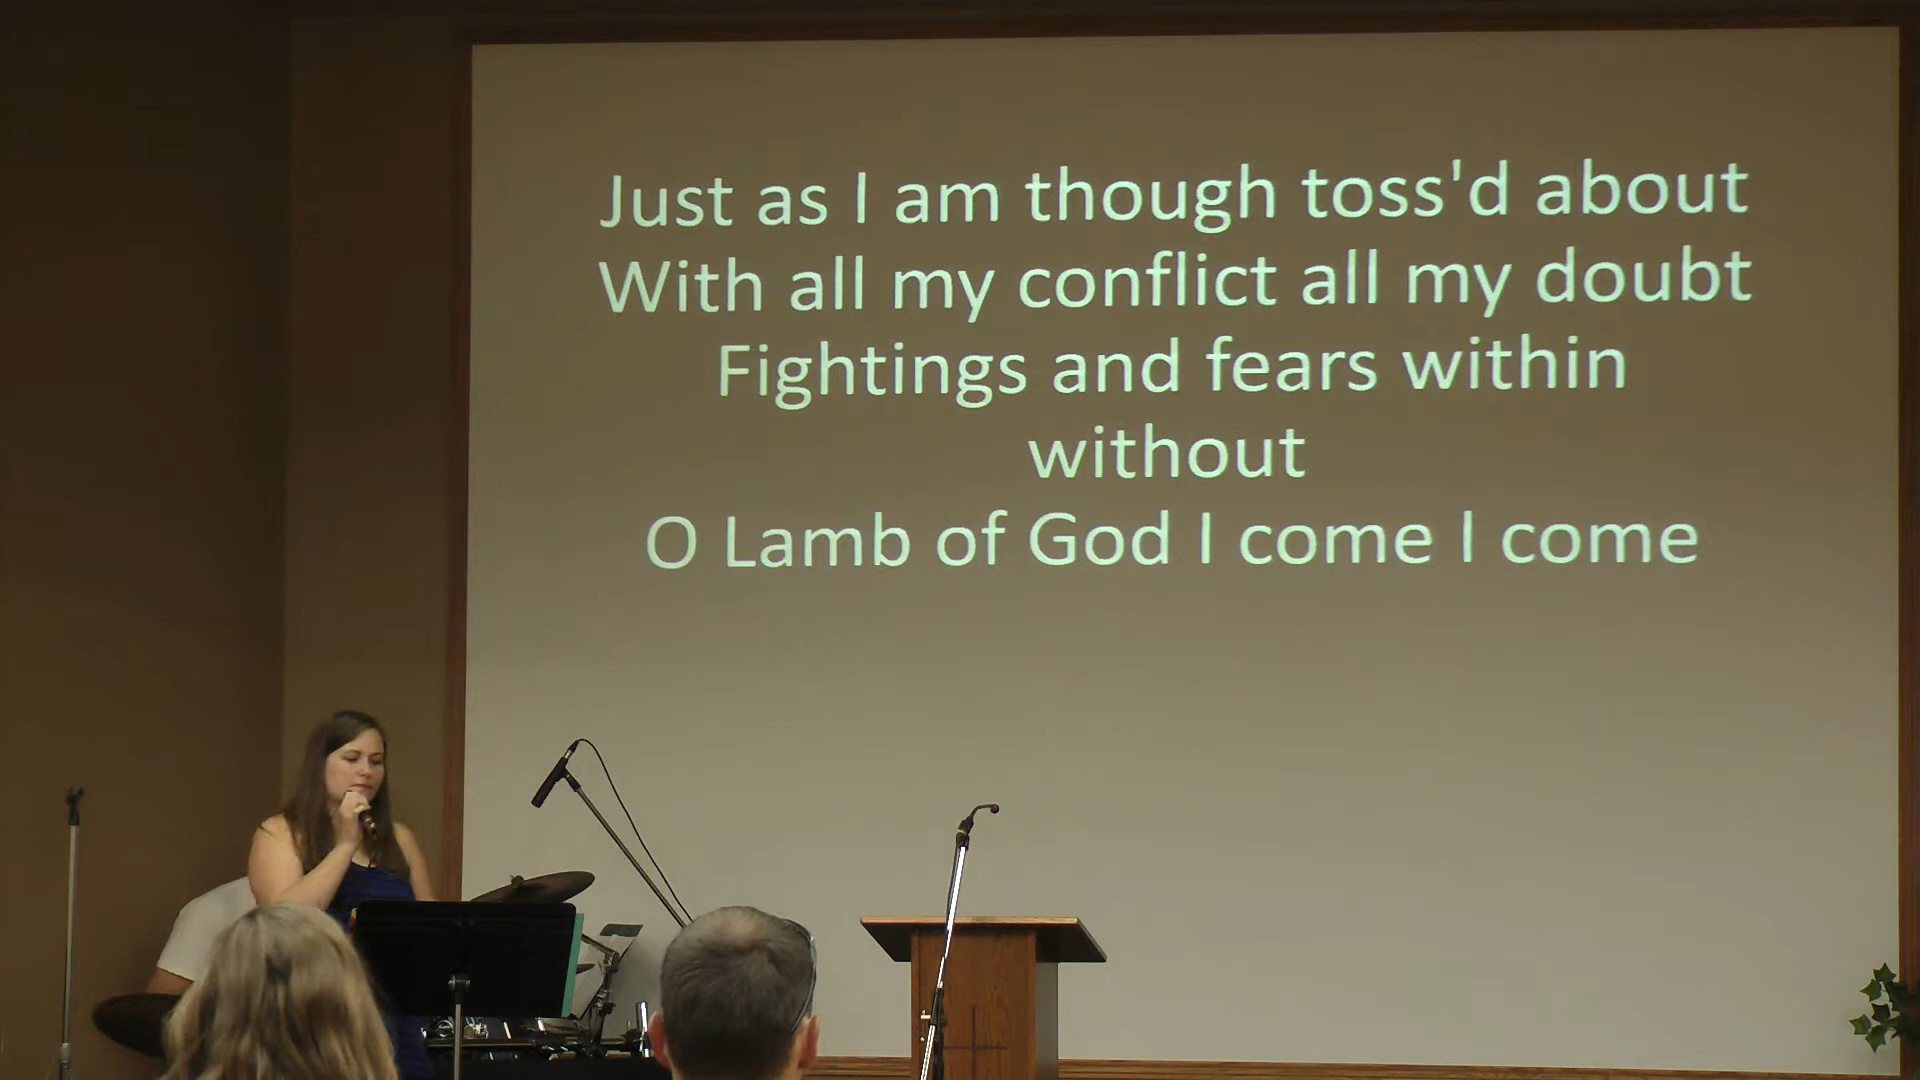 Just as I am though toss'd about
With all my conflict all my doubt
Fightings and fears within
without
O Lamb of God I come I come